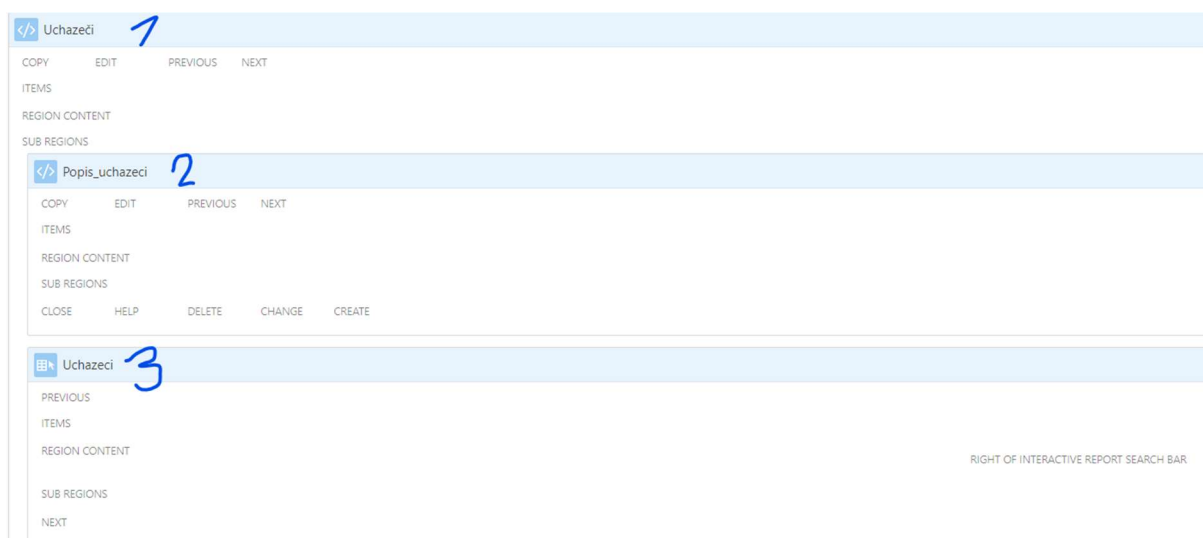 Uchazeči 1
COPY EDIT PREVIOUS NEXT
ITEMS
REGION CONTENT
SUB REGIONS
Popis_uchazeci 2
COPY EDIT PREVIOUS NEXT
ITEMS
REGION CONTENT
SUB REGIONS
CLOSE HELP DELETE CHANGE CREATE
Uchazeci 3
PREVIOUS
ITEMS
REGION CONTENT
RIGHT OF INTERACTIVE REPORT SEARCH BAR
SUB REGIONS
NEXT